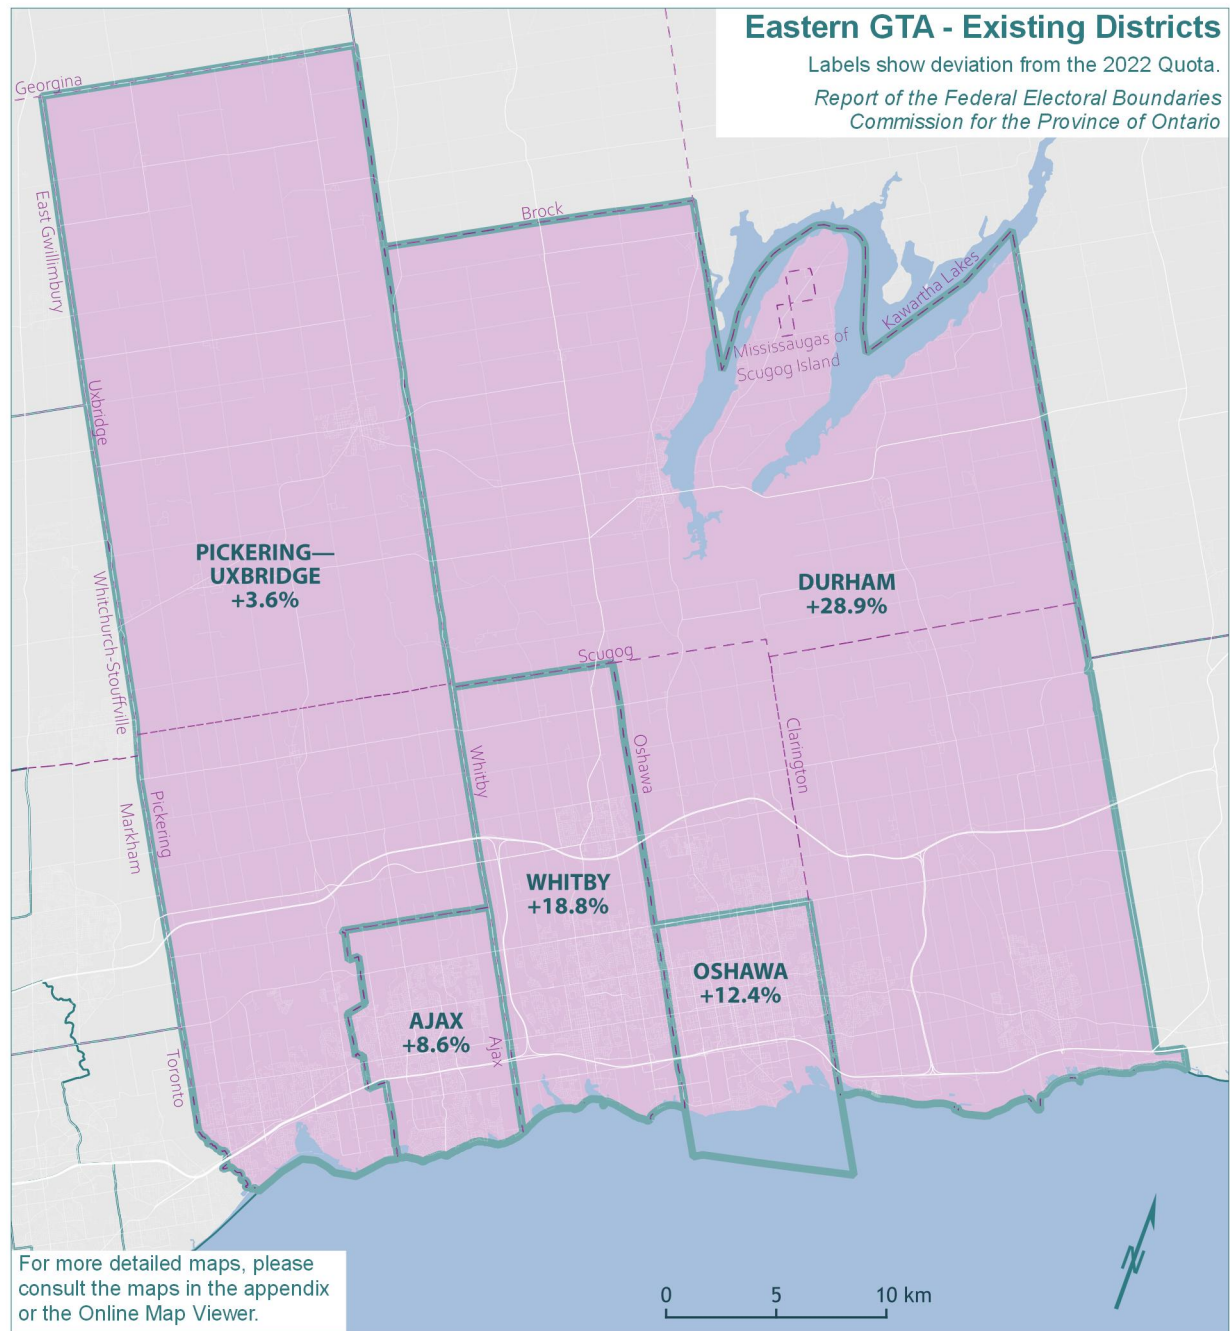 Eastern GTA - Existing Districts
Labels show deviation from the 2022 Quota.
Report of the Federal Electoral Boundaries
Commission for the Province of Ontario
Georgina
East Gwillimbury
Brock
Kawartha Lakes
Mississaugas of
Scugog Island
Uxbridge
PICKERING—
UXBRIDGE
+3.6%
DURHAM
+28.9%
Whitchurch-Stouffville
Scugog
Whitby
Oshawa
Clarington
Pickering
Markham
WHITBY
+18.8%
OSHAWA
+12.4%
AJAX
+8.6%
Ajax
Toronto
For more detailed maps, please
consult the maps in the appendix
or the Online Map Viewer.
0 5 10 km
N